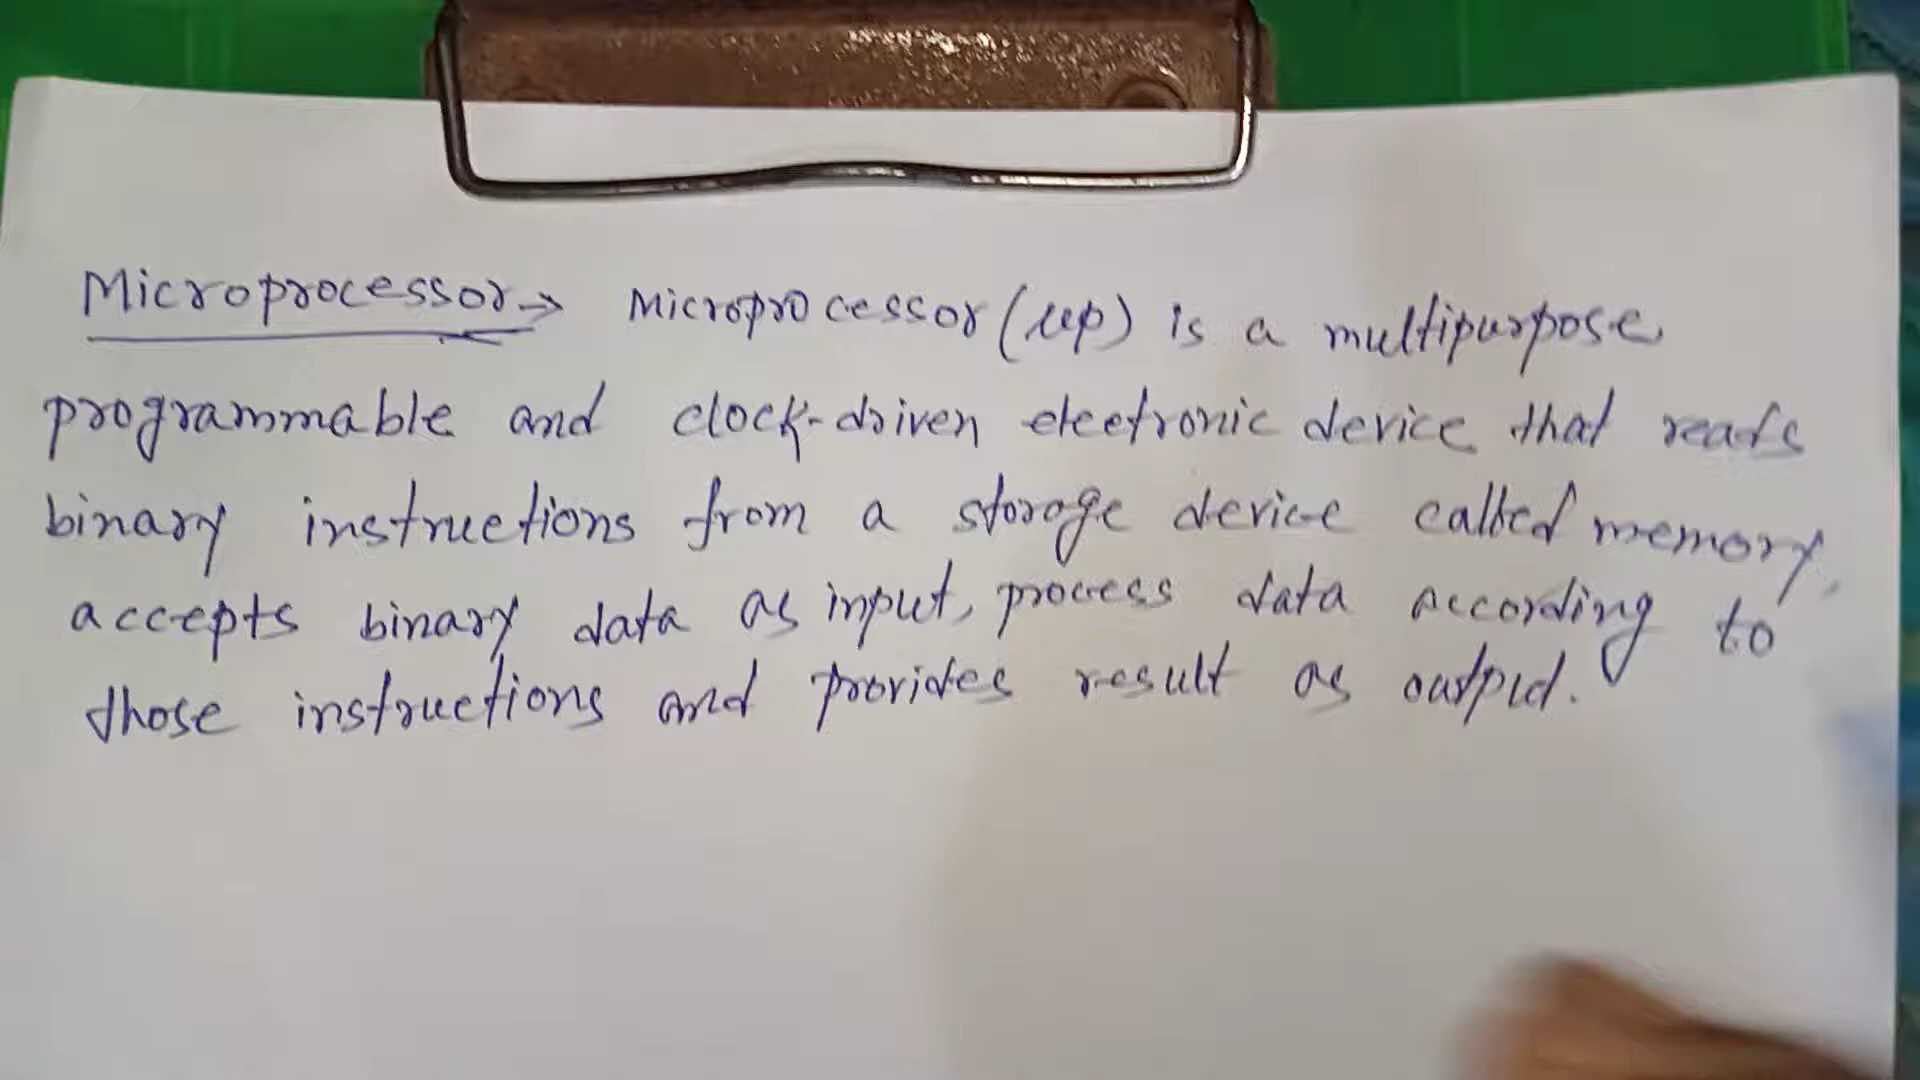 Microprocessor→ Microprocessor (μp) is a multipurpose
programmable and clock-driven electronic device that reads
binary instructions from a storage device called memory,
accepts binary data as input, process data according to
those instructions and provides result as output.